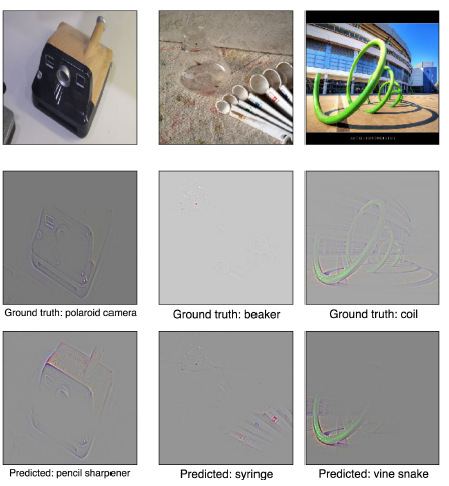 Ground truth: polaroid camera
Ground truth: beaker
Ground truth: coil
Predicted: pencil sharpener
Predicted: syringe
Predicted: vine snake